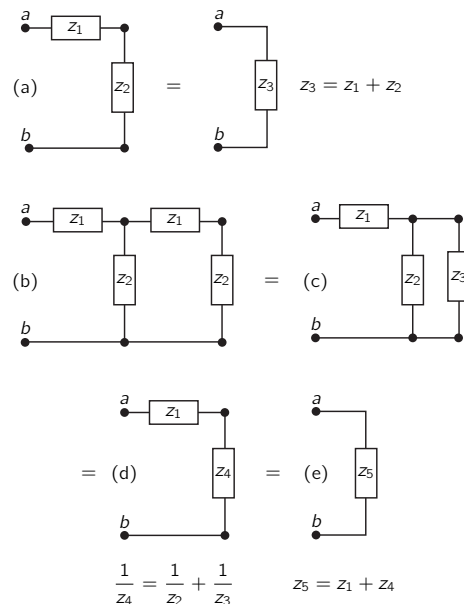 a
z₁
(a) z₂ = z₃ z₃ = z₁ + z₂
b b
a
a z₁ z₁ z₁
(b) z₂ z₂ = (c) z₂ z₃
b b
a a
z₁
= (d) z₄ = (e) z₅
b b
1/z₄ = 1/z₂ + 1/z₃ z₅ = z₁ + z₄